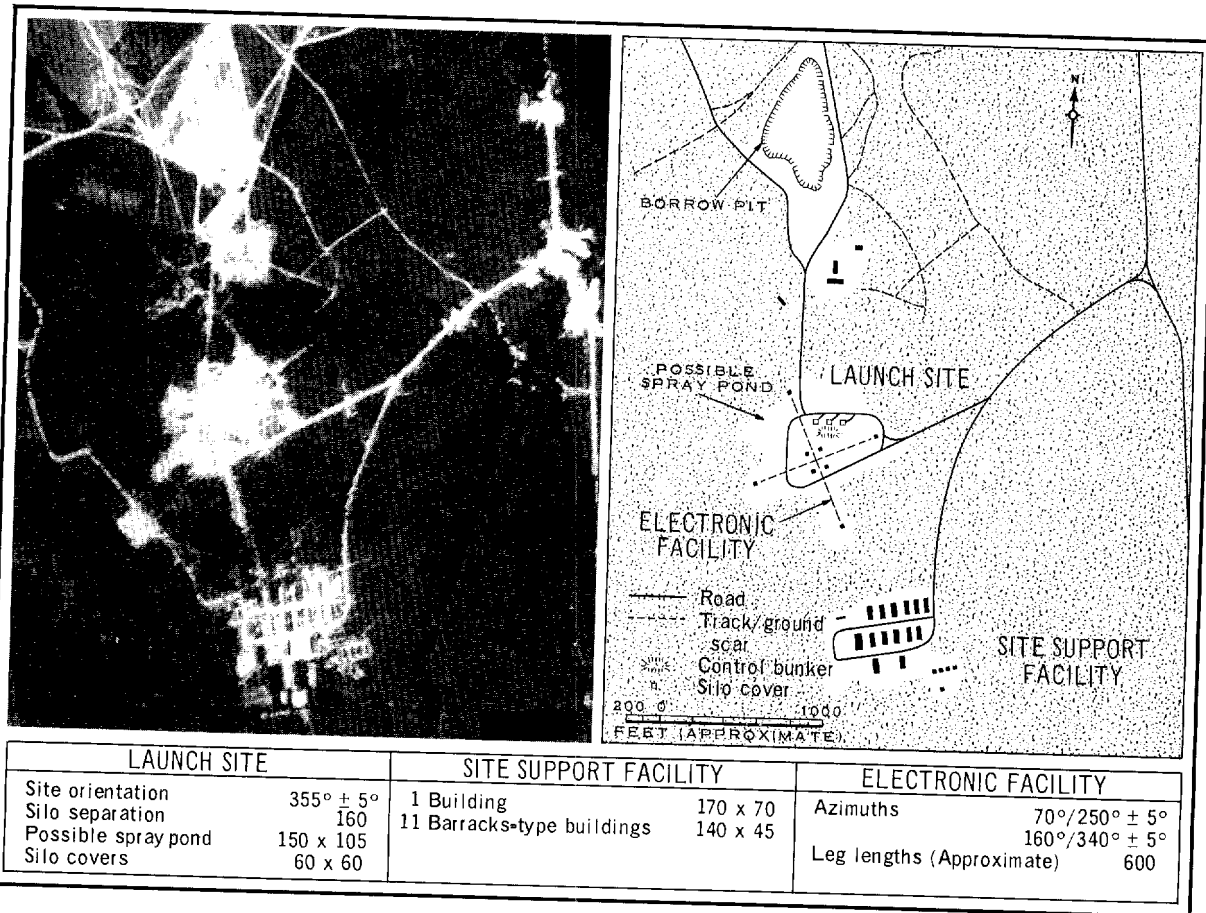 N
BORROW PIT
POSSIBLE
SPRAY POND
LAUNCH SITE
ELECTRONIC
FACILITY
Road
Track/ground
scar
Control bunker
Silo cover
SITE SUPPORT
FACILITY
200 0 1000
FEET (APPROXIMATE)
LAUNCH SITE
Site orientation 355° ± 5°
Silo separation 160
Possible spray pond 150 x 105
Silo covers 60 x 60
SITE SUPPORT FACILITY
1 Building 170 x 70
11 Barracks-type buildings 140 x 45
ELECTRONIC FACILITY
Azimuths 70°/250° ± 5°
160°/340° ± 5°
Leg lengths (Approximate) 600